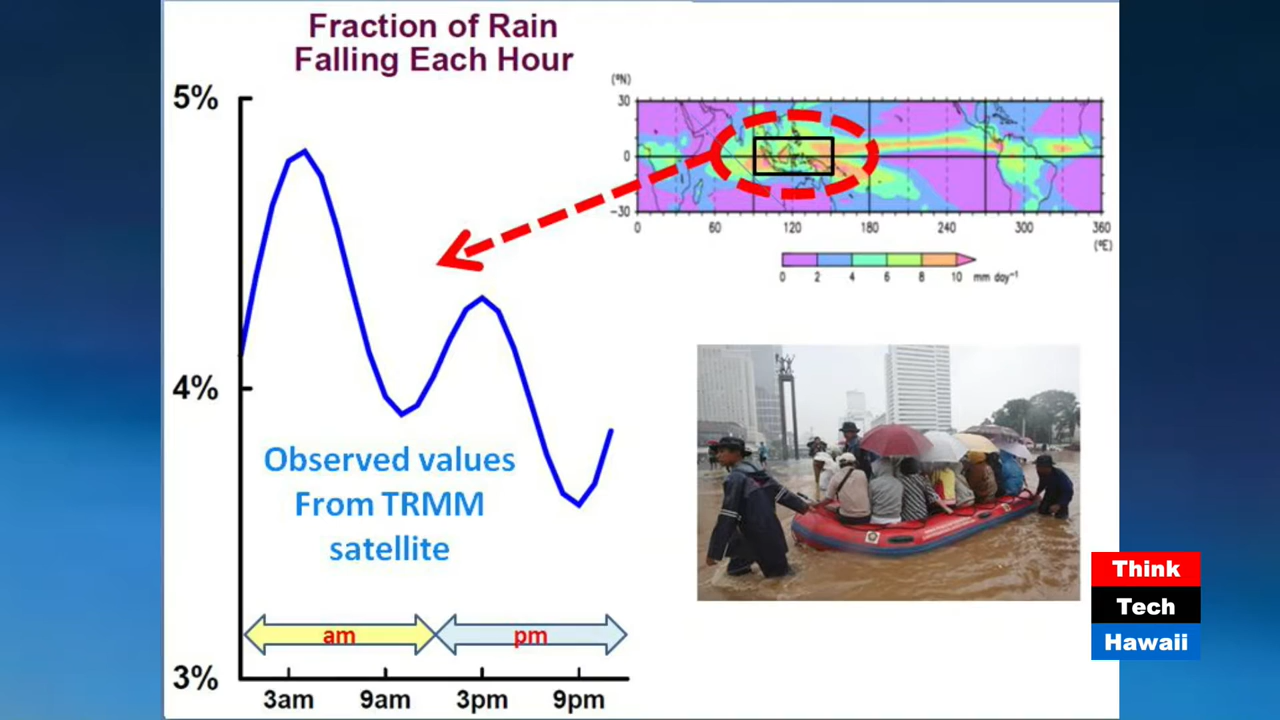 Fraction of Rain
Falling Each Hour
5%
4%
3%
Observed values
From TRMM
satellite
am
pm
3am 9am 3pm 9pm
(°N)
30
0
-30
0 60 120 180 240 300 360
(°E)
0 2 4 6 8 10 mm day⁻¹
Think
Tech
Hawaii